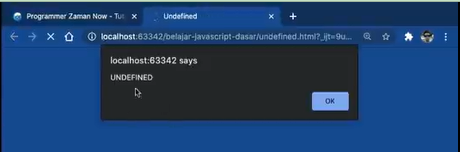 Programmer Zaman Now - Tut
Undefined
localhost:63342/belajar-javascript-dasar/undefined.html?_ijt=9u...
localhost:63342 says
UNDEFINED
OK